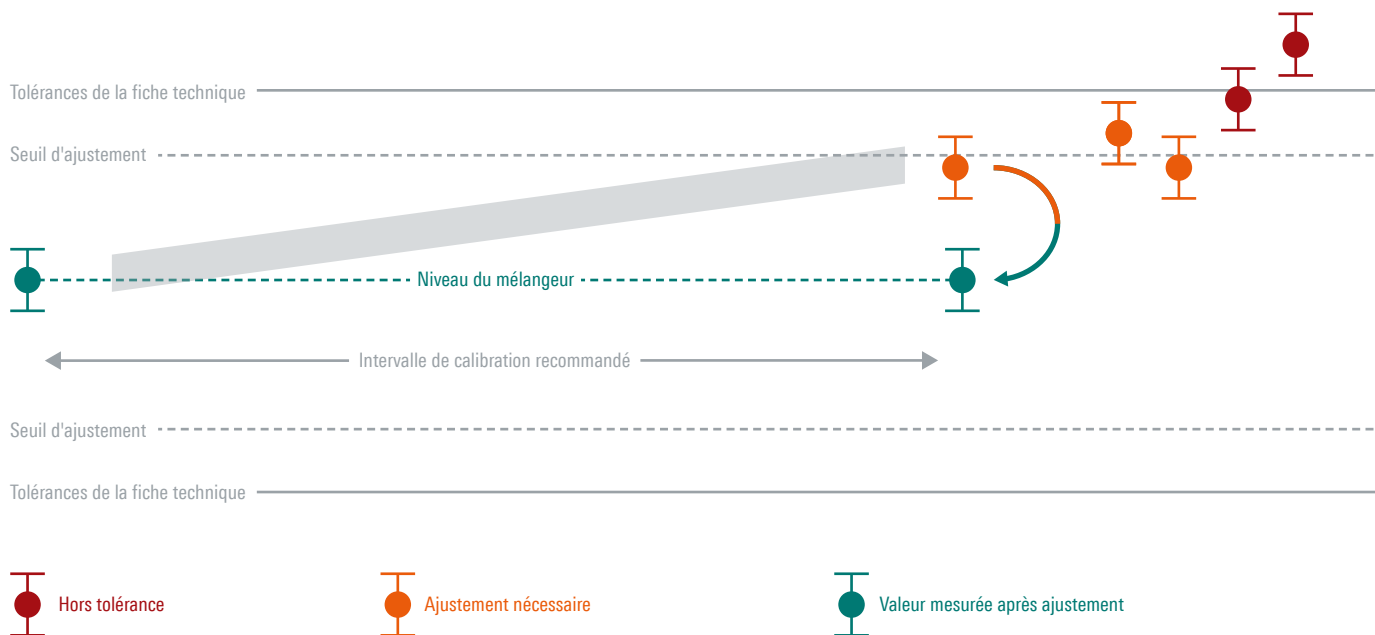 Tolérances de la fiche technique
Seuil d'ajustement
Niveau du mélangeur
Intervalle de calibration recommandé
Seuil d'ajustement
Tolérances de la fiche technique
Hors tolérance
Ajustement nécessaire
Valeur mesurée après ajustement